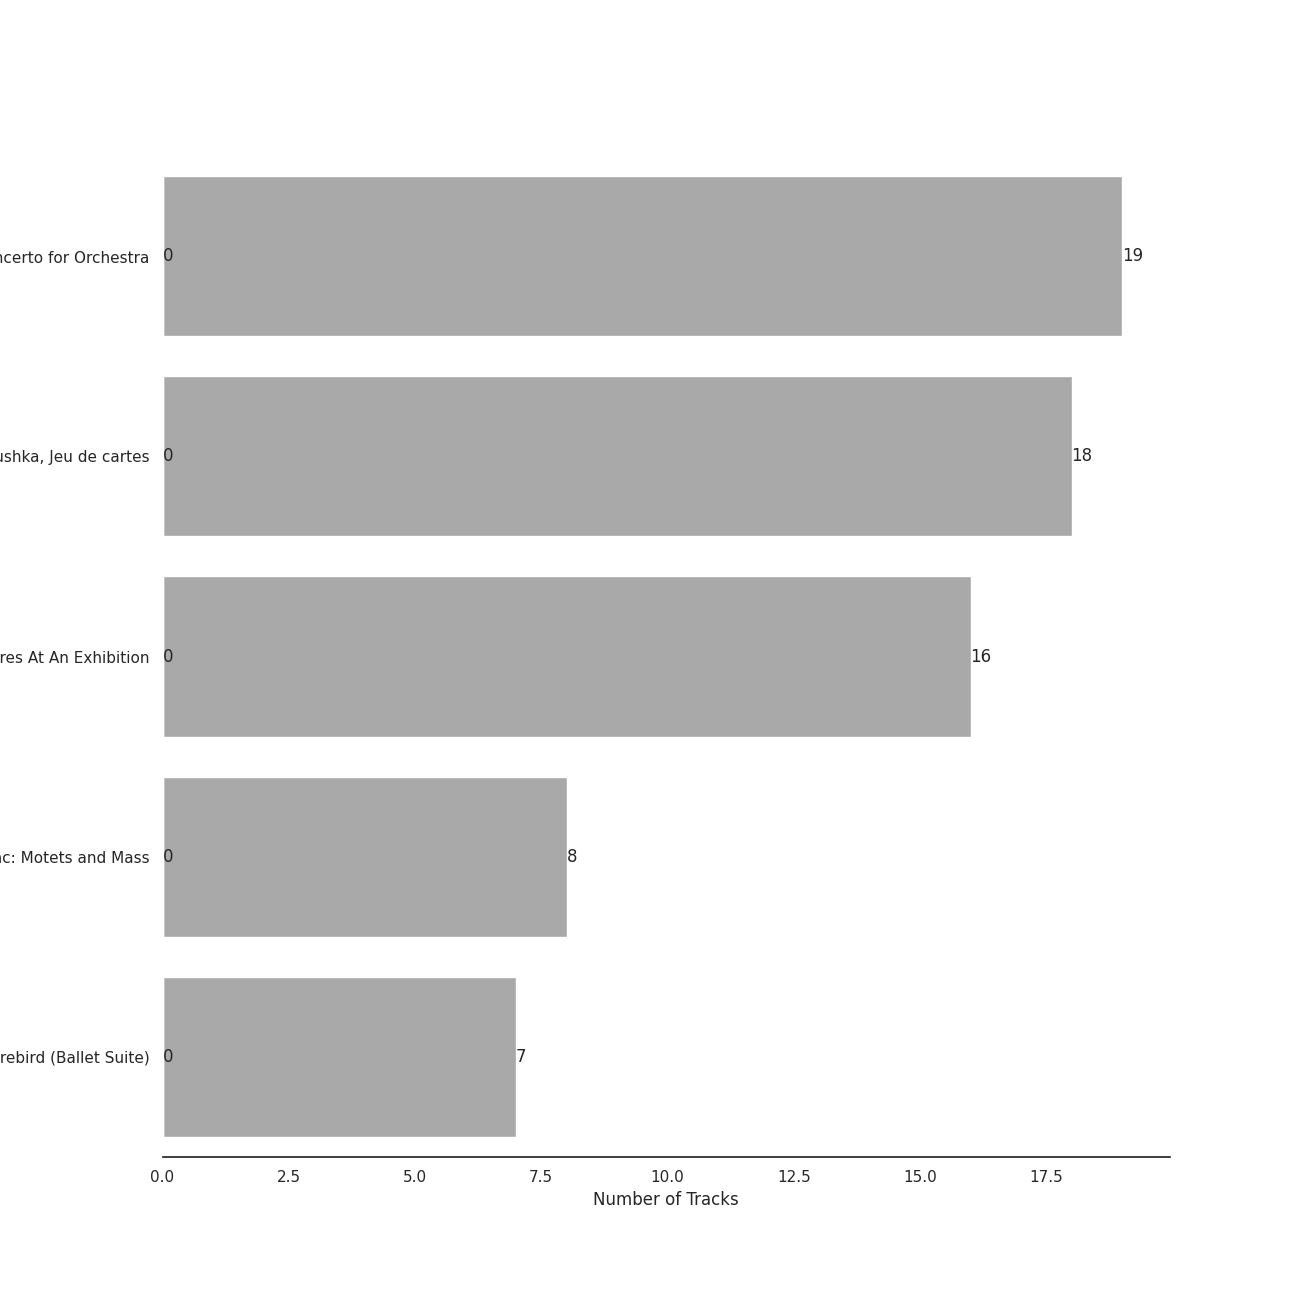 certo for Orchestra 0 19
ushka, Jeu de cartes 0 18
res At An Exhibition 0 16
c: Motets and Mass 0 8
rebird (Ballet Suite) 0 7
0.0 2.5 5.0 7.5 10.0 12.5 15.0 17.5
Number of Tracks